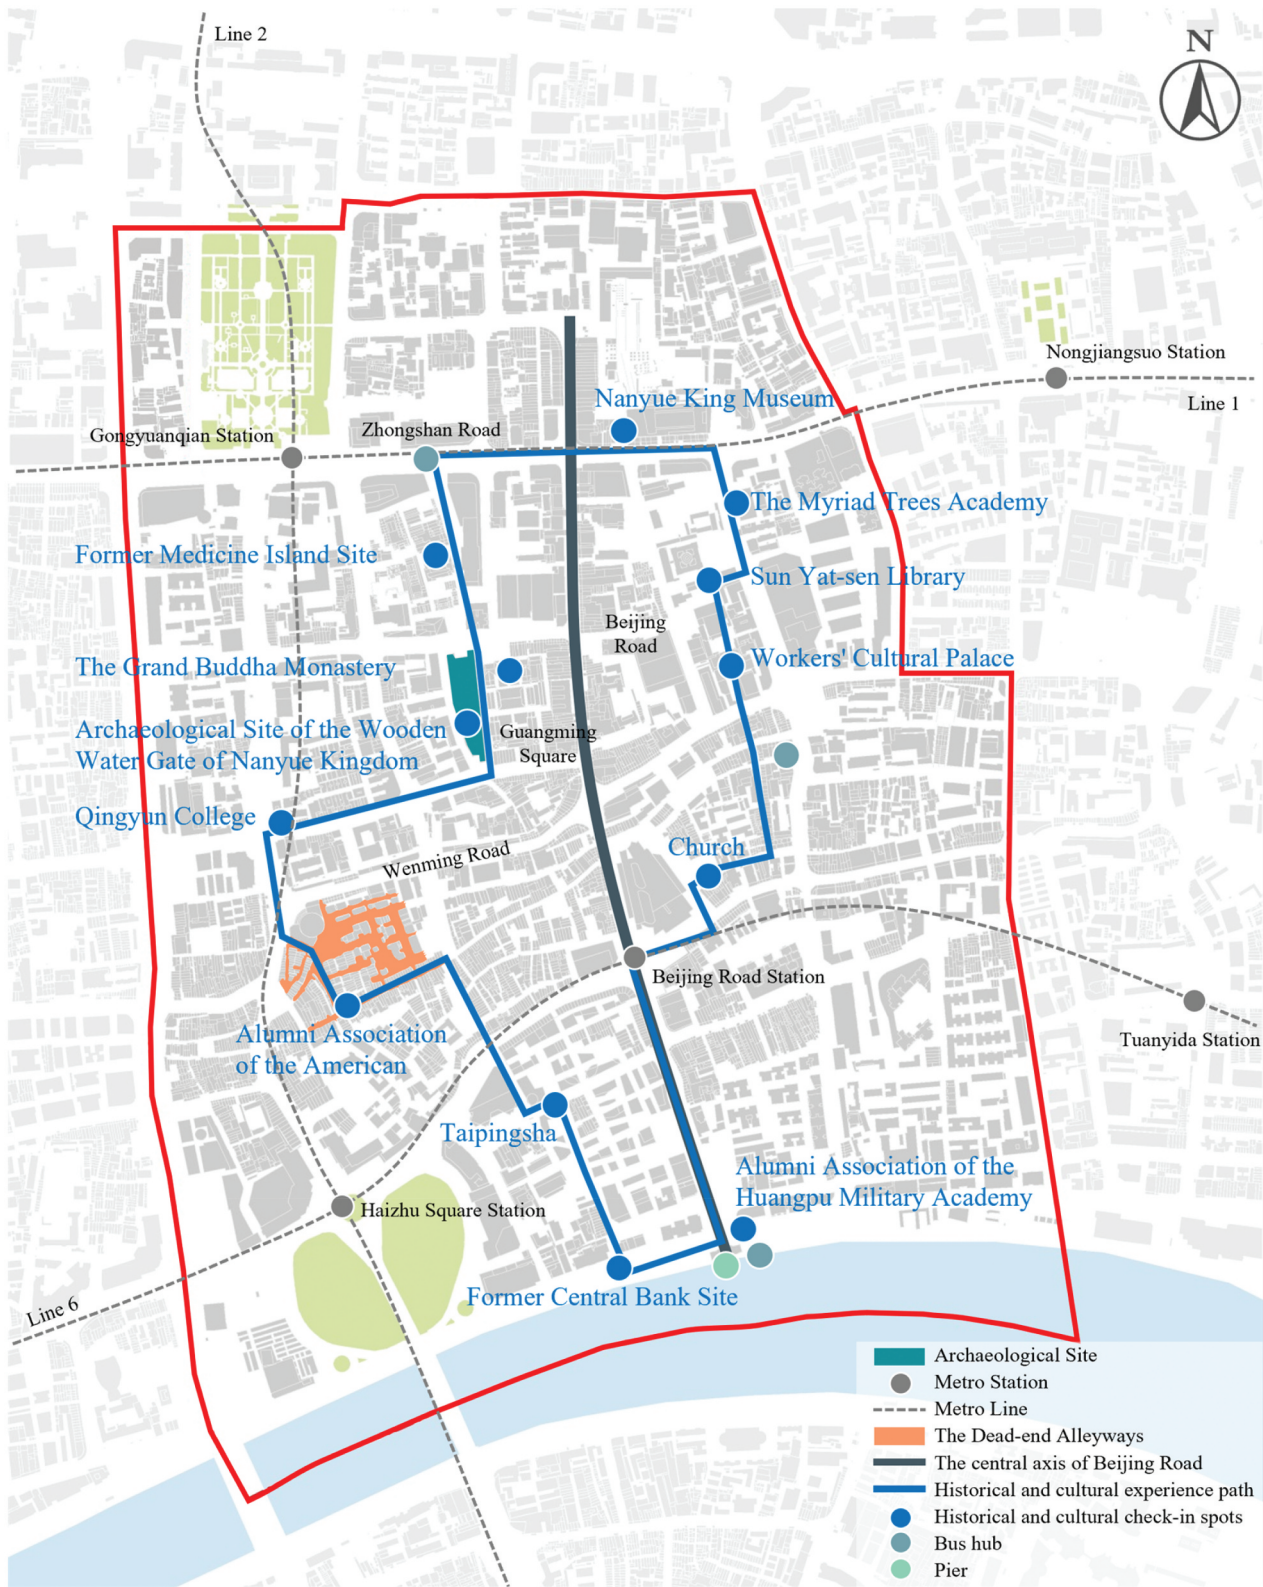 Line 2
N
Nongjiangsuo Station
Line 1
Nanyue King Museum
Gongyuanqian Station
Zhongshan Road
The Myriad Trees Academy
Former Medicine Island Site
Sun Yat-sen Library
Beijing
Road
The Grand Buddha Monastery
Workers' Cultural Palace
Archaeological Site of the Wooden
Water Gate of Nanyue Kingdom
Guangming
Square
Qingyun College
Wenming Road
Church
Beijing Road Station
Tuanyida Station
Alumni Association
of the American
Taipingsha
Alumni Association of the
Huangpu Military Academy
Haizhu Square Station
Former Central Bank Site
Line 6
Archaeological Site
Metro Station
Metro Line
The Dead-end Alleyways
The central axis of Beijing Road
Historical and cultural experience path
Historical and cultural check-in spots
Bus hub
Pier